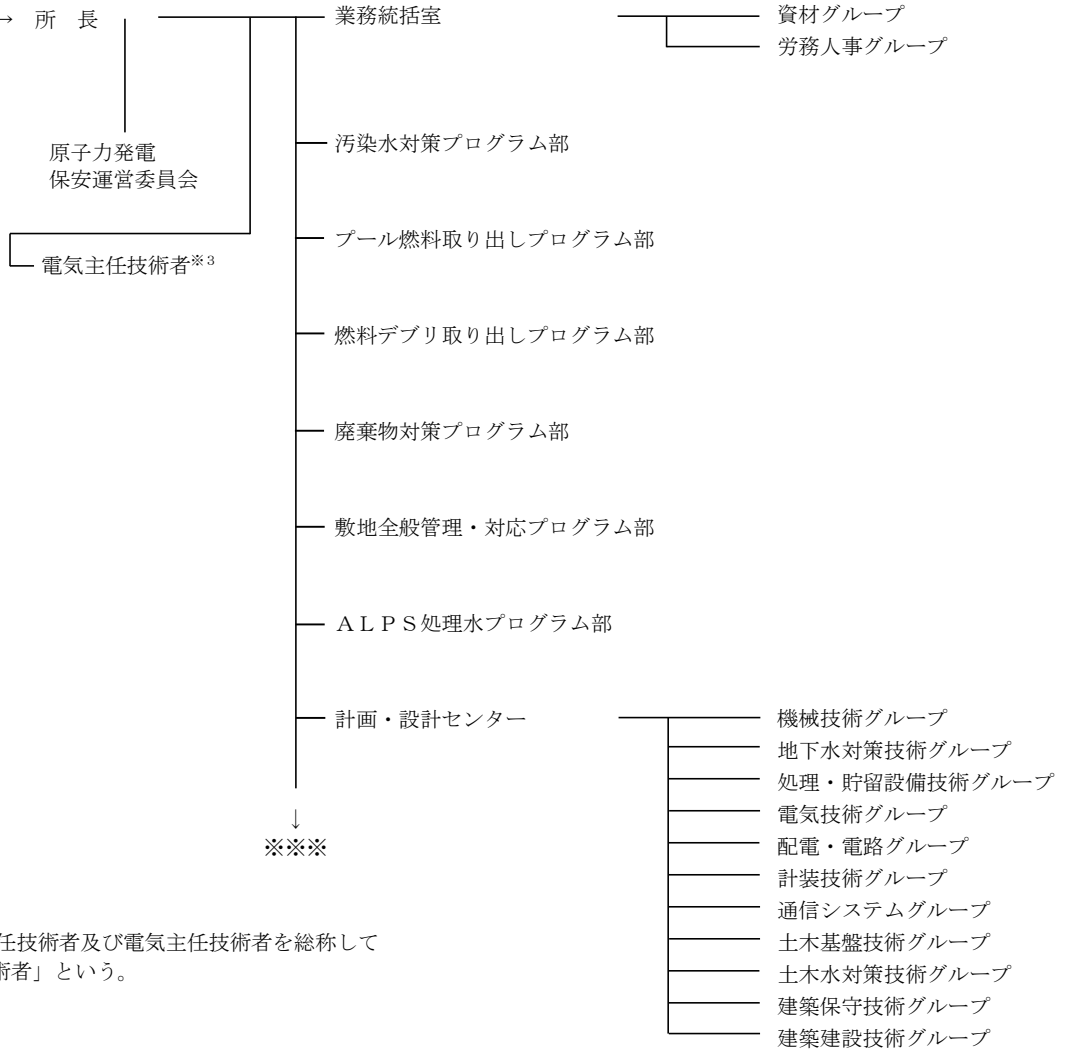 → 所 長
業務統括室
資材グループ
労務人事グループ
原子力発電
保安運営委員会
汚染水対策プログラム部
プール燃料取り出しプログラム部
電気主任技術者※3
燃料デブリ取り出しプログラム部
廃棄物対策プログラム部
敷地全般管理・対応プログラム部
ALPS処理水プログラム部
計画・設計センター
機械技術グループ
地下水対策技術グループ
処理・貯留設備技術グループ
電気技術グループ
配電・電路グループ
計装技術グループ
通信システムグループ
土木基盤技術グループ
土木水対策技術グループ
建築保守技術グループ
建築建設技術グループ
↓
※※※
任技術者及び電気主任技術者を総称して
術者」という。